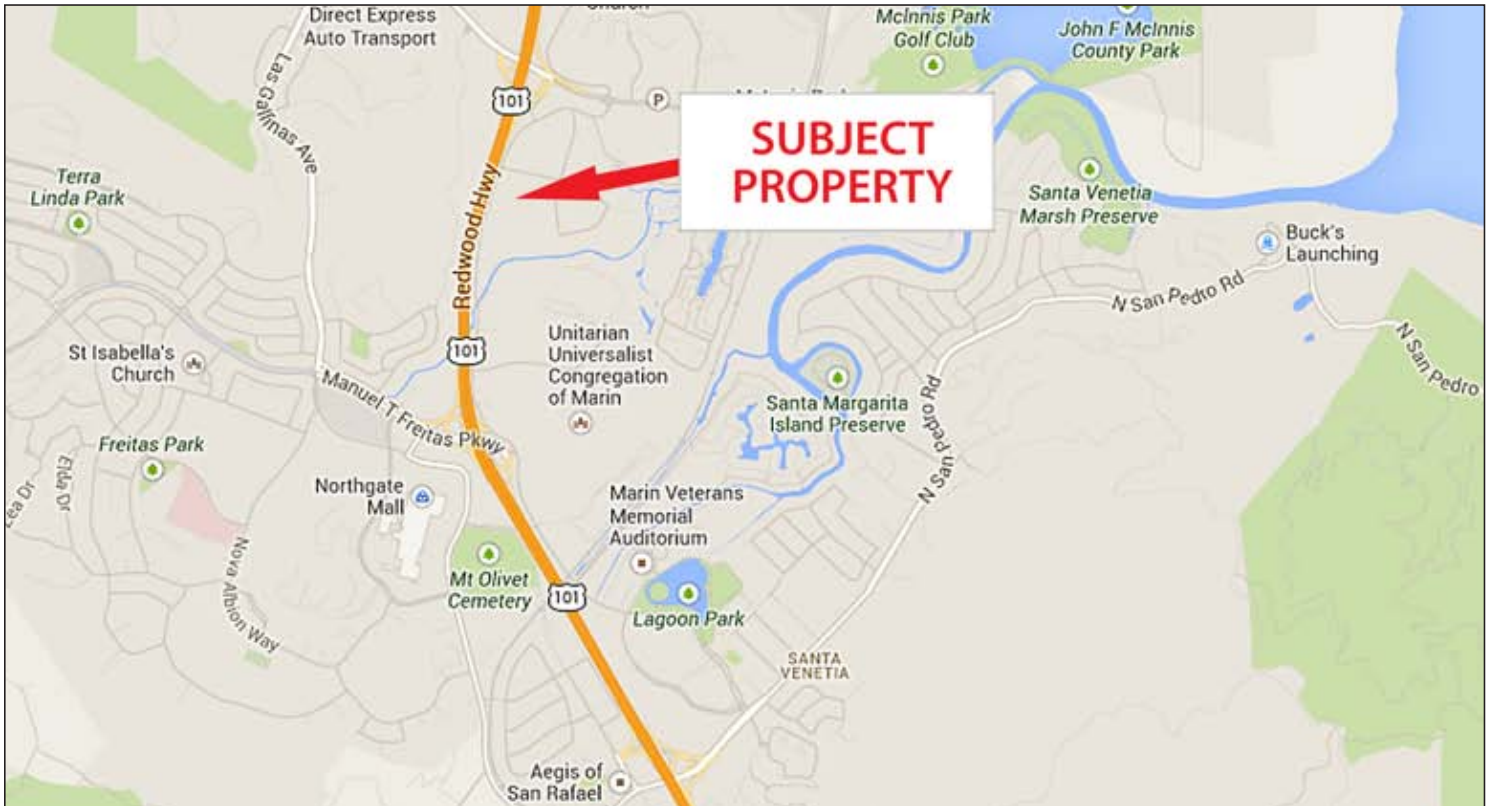 Church
Direct Express
Auto Transport
McInnis Park
Golf Club
John F McInnis
County Park
Las Gallinas Ave
101
P
SUBJECT
PROPERTY
Terra
Linda Park
Redwood Hwy
Santa Venetia
Marsh Preserve
Buck's
Launching
N San Pedro Rd
N San Pedro
St Isabella's
Church
101
Unitarian
Universalist
Congregation
of Marin
Manuel T Freitas Pkwy
Santa Margarita
Island Preserve
N San Pedro Rd
N San Pedro Rd
Freitas Park
Elda Dr
Lea Dr
Northgate
Mall
Marin Veterans
Memorial
Auditorium
Nova Albion Way
Mt Olivet
Cemetery
101
Lagoon Park
SANTA
VENETIA
Aegis of
San Rafael